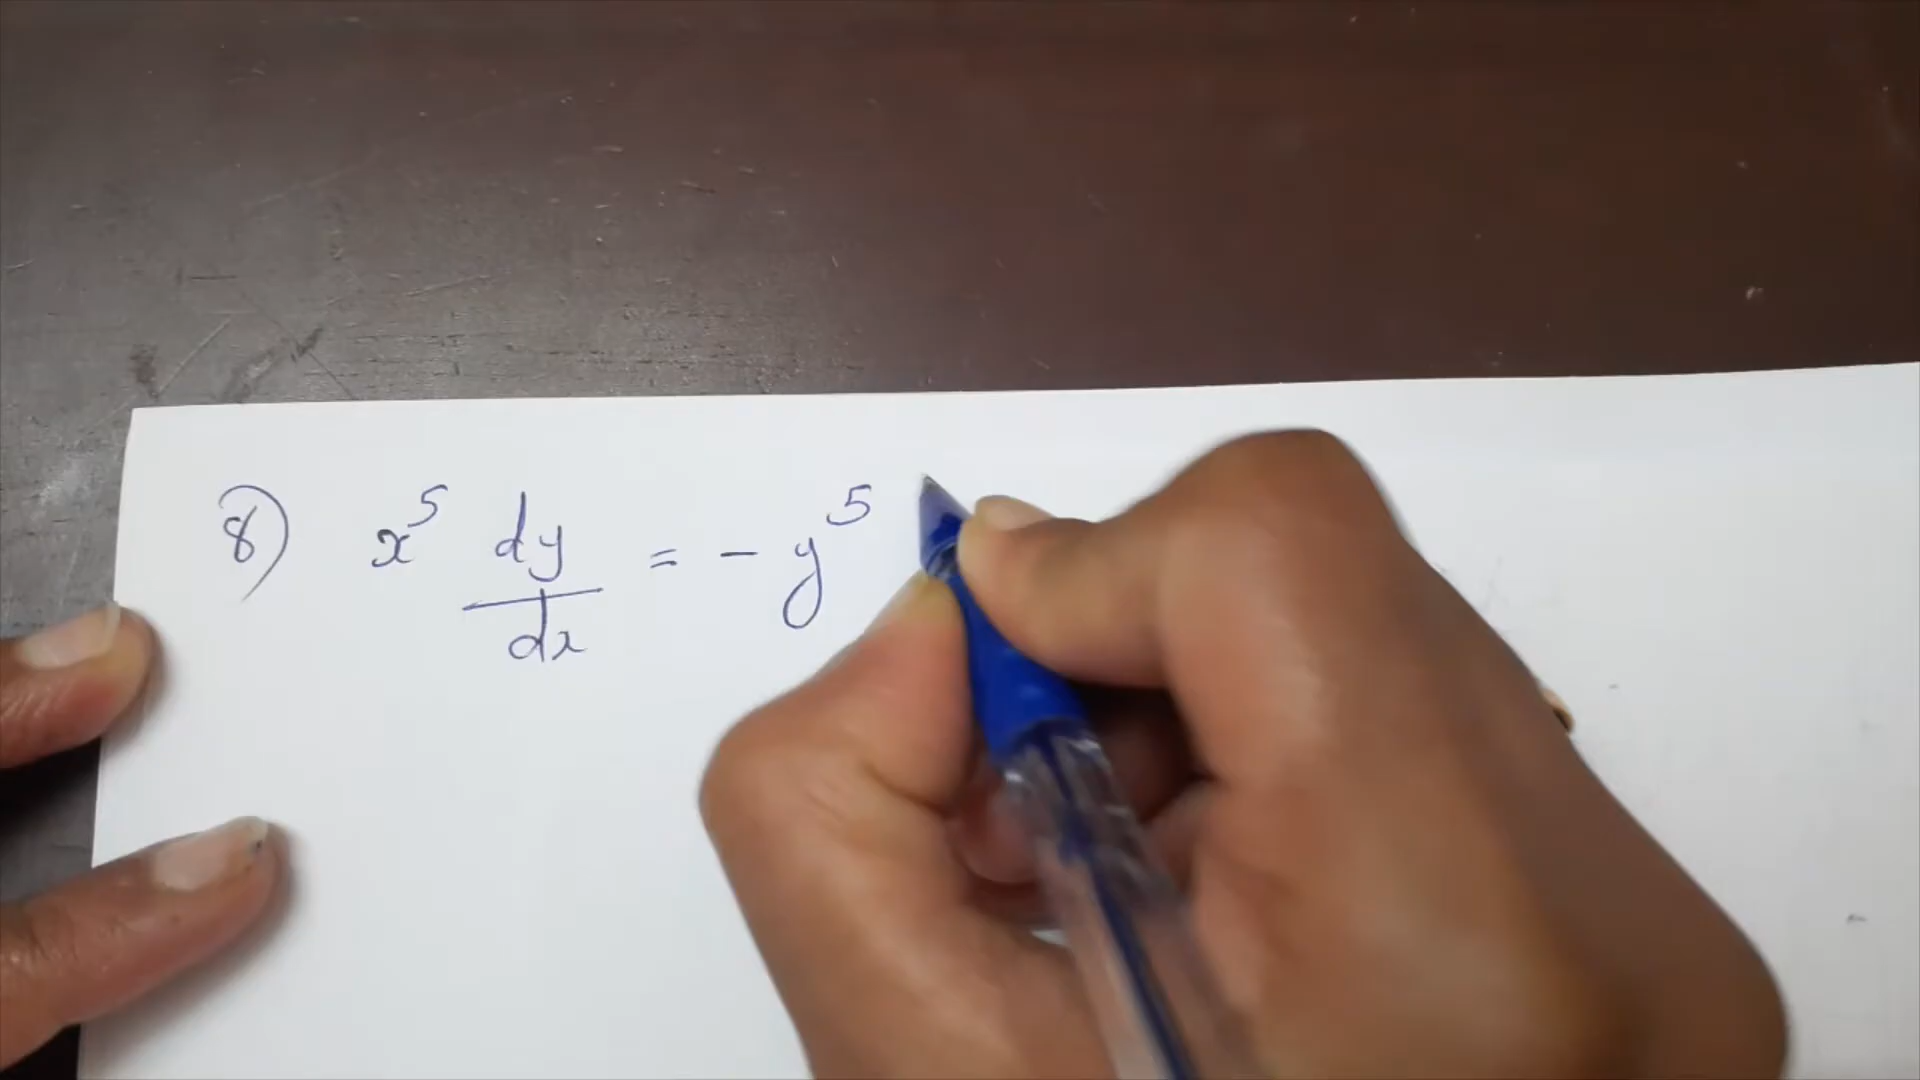 8) x⁵ dy/dx = - y⁵